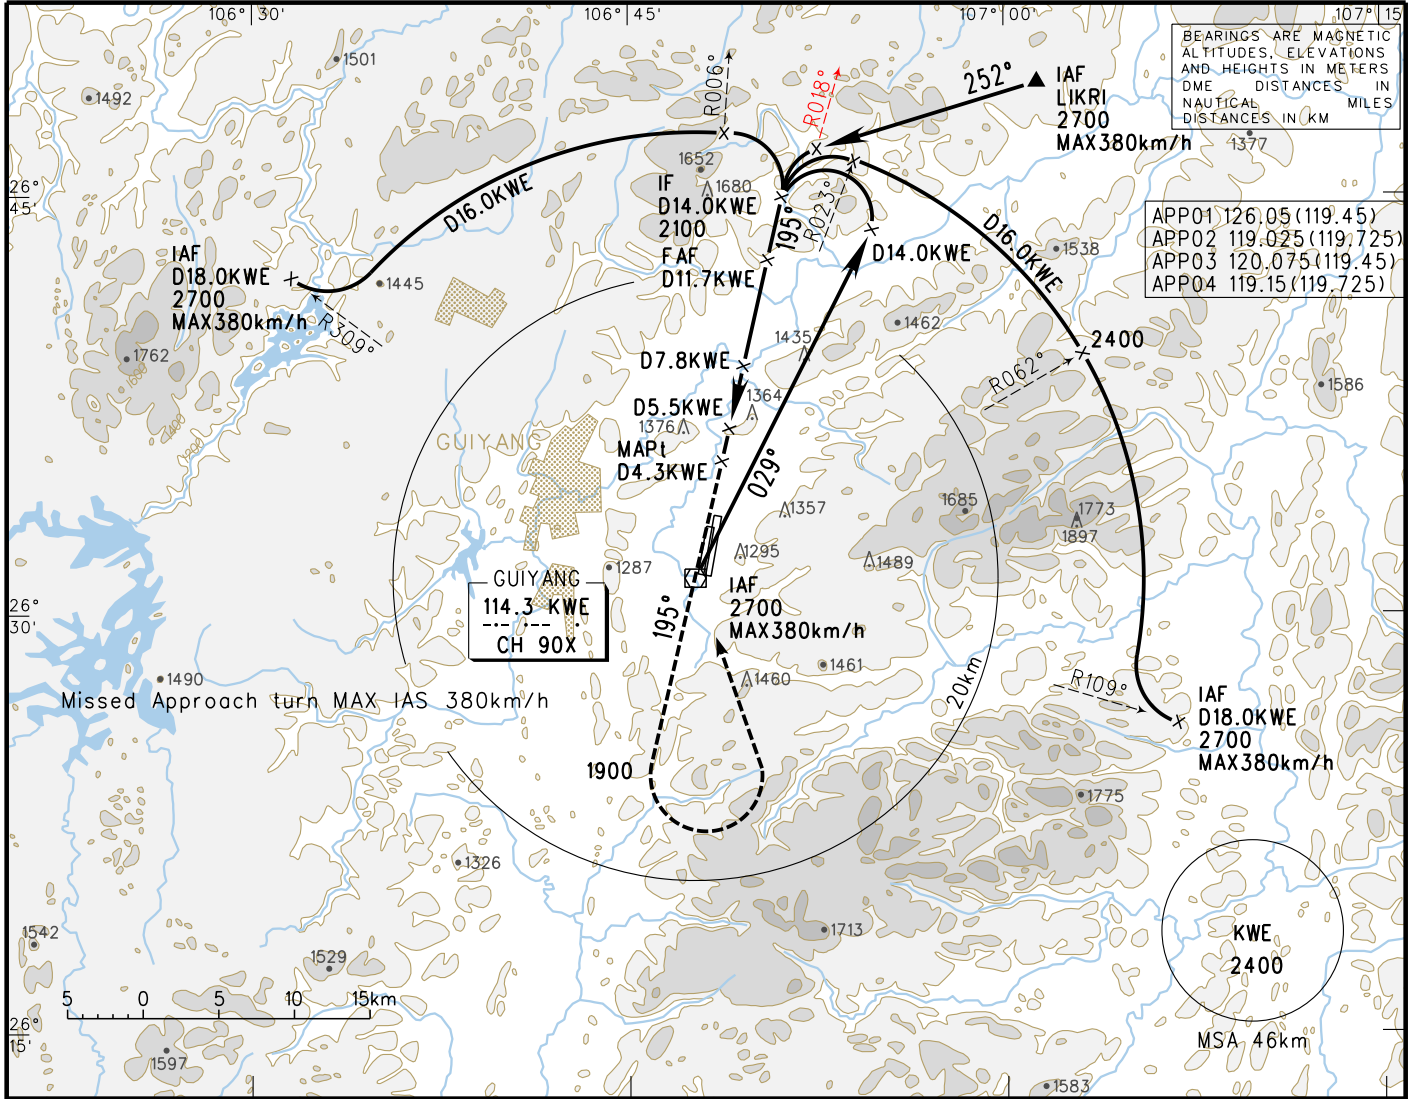 106° 30'
106° 45'
107° 00'
107° 15
BEARINGS ARE MAGNETIC
ALTITUDES, ELEVATIONS
AND HEIGHTS IN METERS
DME DISTANCES IN
NAUTICAL MILES
DISTANCES IN KM
1501
1492
R006°
R018°
252°
IAF
LIKRI
2700
MAX380km/h
1377
1652
1680
26°
45'
IF
D14.0KWE
2100
FAF
D11.7KWE
195°
R023°
D16.0KWE
D14.0KWE
D16.0KWE
APP01 126.05(119.45)
APP02 119.025(119.725)
APP03 120.075(119.45)
APP04 119.15(119.725)
1538
IAF
D18.0KWE
2700
MAX380km/h
R309°
1445
1762
1600
1400
1200
1435
1462
2400
R062°
1586
D7.8KWE
D5.5KWE
1364
1376
MAPt
D4.3KWE
GUIYANG
029°
1357
1685
1773
1897
1295
1489
1287
GUIYANG
114.3 KWE
CH 90X
IAF
2700
MAX380km/h
26°
30'
195°
1461
1460
1490
Missed Approach turn MAX IAS 380km/h
20km
R109°
IAF
D18.0KWE
2700
MAX380km/h
1900
1775
1326
1713
1542
1529
KWE
2400
MSA 46km
5 0 5 10 15km
26°
15'
1597
1583